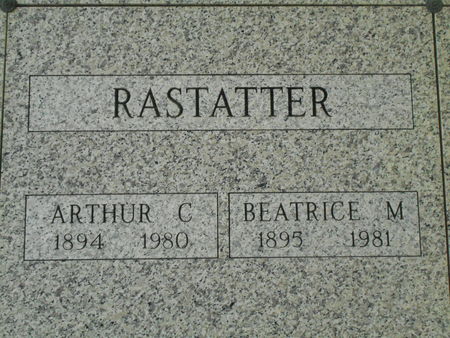 RASTATTER
ARTHUR C
1894 1980
BEATRICE M
1895 1981